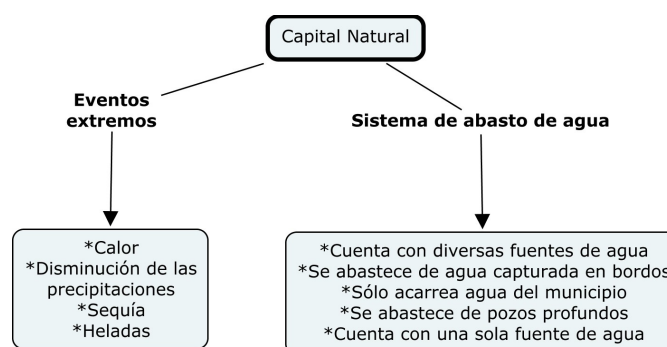 Capital Natural
Eventos
extremos
Sistema de abasto de agua
*Calor
*Disminución de las
precipitaciones
*Sequía
*Heladas
*Cuenta con diversas fuentes de agua
*Se abastece de agua capturada en bordos
*Sólo acarrea agua del municipio
*Se abastece de pozos profundos
*Cuenta con una sola fuente de agua